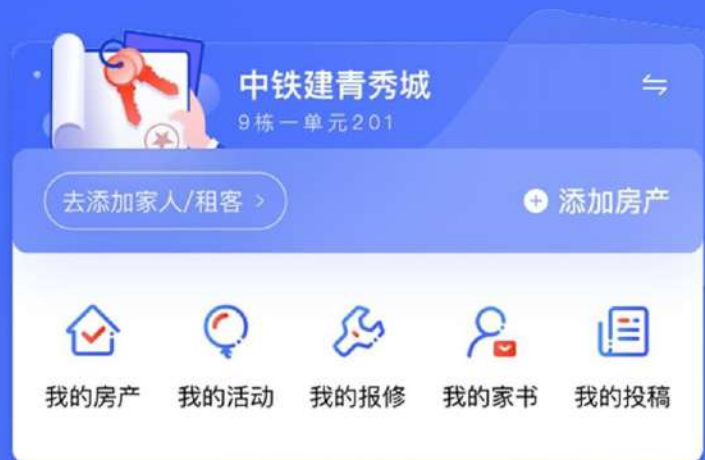 中铁建青秀城
9栋一单元201
去添加家人/租客 >
添加房产
我的房产
我的活动
我的报修
我的家书
我的投稿